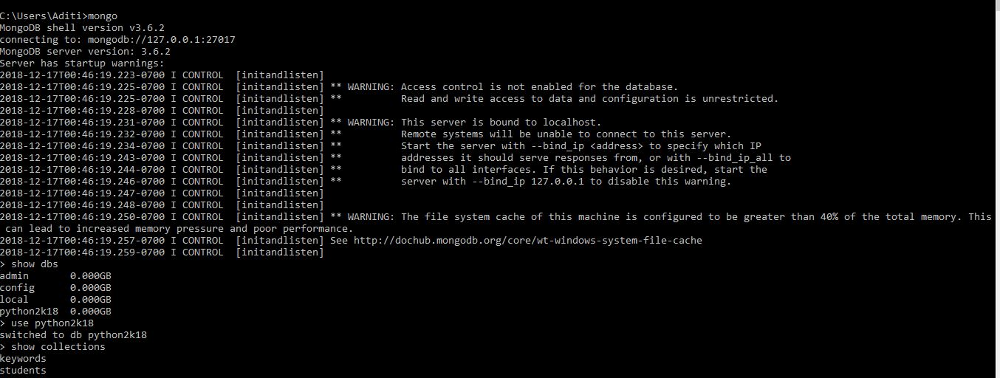 C:\Users\Aditi>mongo
MongoDB shell version v3.6.2
connecting to: mongodb://127.0.0.1:27017
MongoDB server version: 3.6.2
Server has startup warnings:
2018-12-17T00:46:19.223-0700 I CONTROL  [initandlisten]
2018-12-17T00:46:19.225-0700 I CONTROL  [initandlisten] ** WARNING: Access control is not enabled for the database.
2018-12-17T00:46:19.225-0700 I CONTROL  [initandlisten] **          Read and write access to data and configuration is unrestricted.
2018-12-17T00:46:19.228-0700 I CONTROL  [initandlisten]
2018-12-17T00:46:19.231-0700 I CONTROL  [initandlisten] ** WARNING: This server is bound to localhost.
2018-12-17T00:46:19.232-0700 I CONTROL  [initandlisten] **          Remote systems will be unable to connect to this server.
2018-12-17T00:46:19.234-0700 I CONTROL  [initandlisten] **          Start the server with --bind_ip <address> to specify which IP
2018-12-17T00:46:19.243-0700 I CONTROL  [initandlisten] **          addresses it should serve responses from, or with --bind_ip_all to
2018-12-17T00:46:19.244-0700 I CONTROL  [initandlisten] **          bind to all interfaces. If this behavior is desired, start the
2018-12-17T00:46:19.246-0700 I CONTROL  [initandlisten] **          server with --bind_ip 127.0.0.1 to disable this warning.
2018-12-17T00:46:19.247-0700 I CONTROL  [initandlisten]
2018-12-17T00:46:19.248-0700 I CONTROL  [initandlisten]
2018-12-17T00:46:19.250-0700 I CONTROL  [initandlisten] ** WARNING: The file system cache of this machine is configured to be greater than 40% of the total memory. This
 can lead to increased memory pressure and poor performance.
2018-12-17T00:46:19.257-0700 I CONTROL  [initandlisten] See http://dochub.mongodb.org/core/wt-windows-system-file-cache
2018-12-17T00:46:19.259-0700 I CONTROL  [initandlisten]
> show dbs
admin       0.000GB
config      0.000GB
local       0.000GB
python2k18  0.000GB
> use python2k18
switched to db python2k18
> show collections
keywords
students